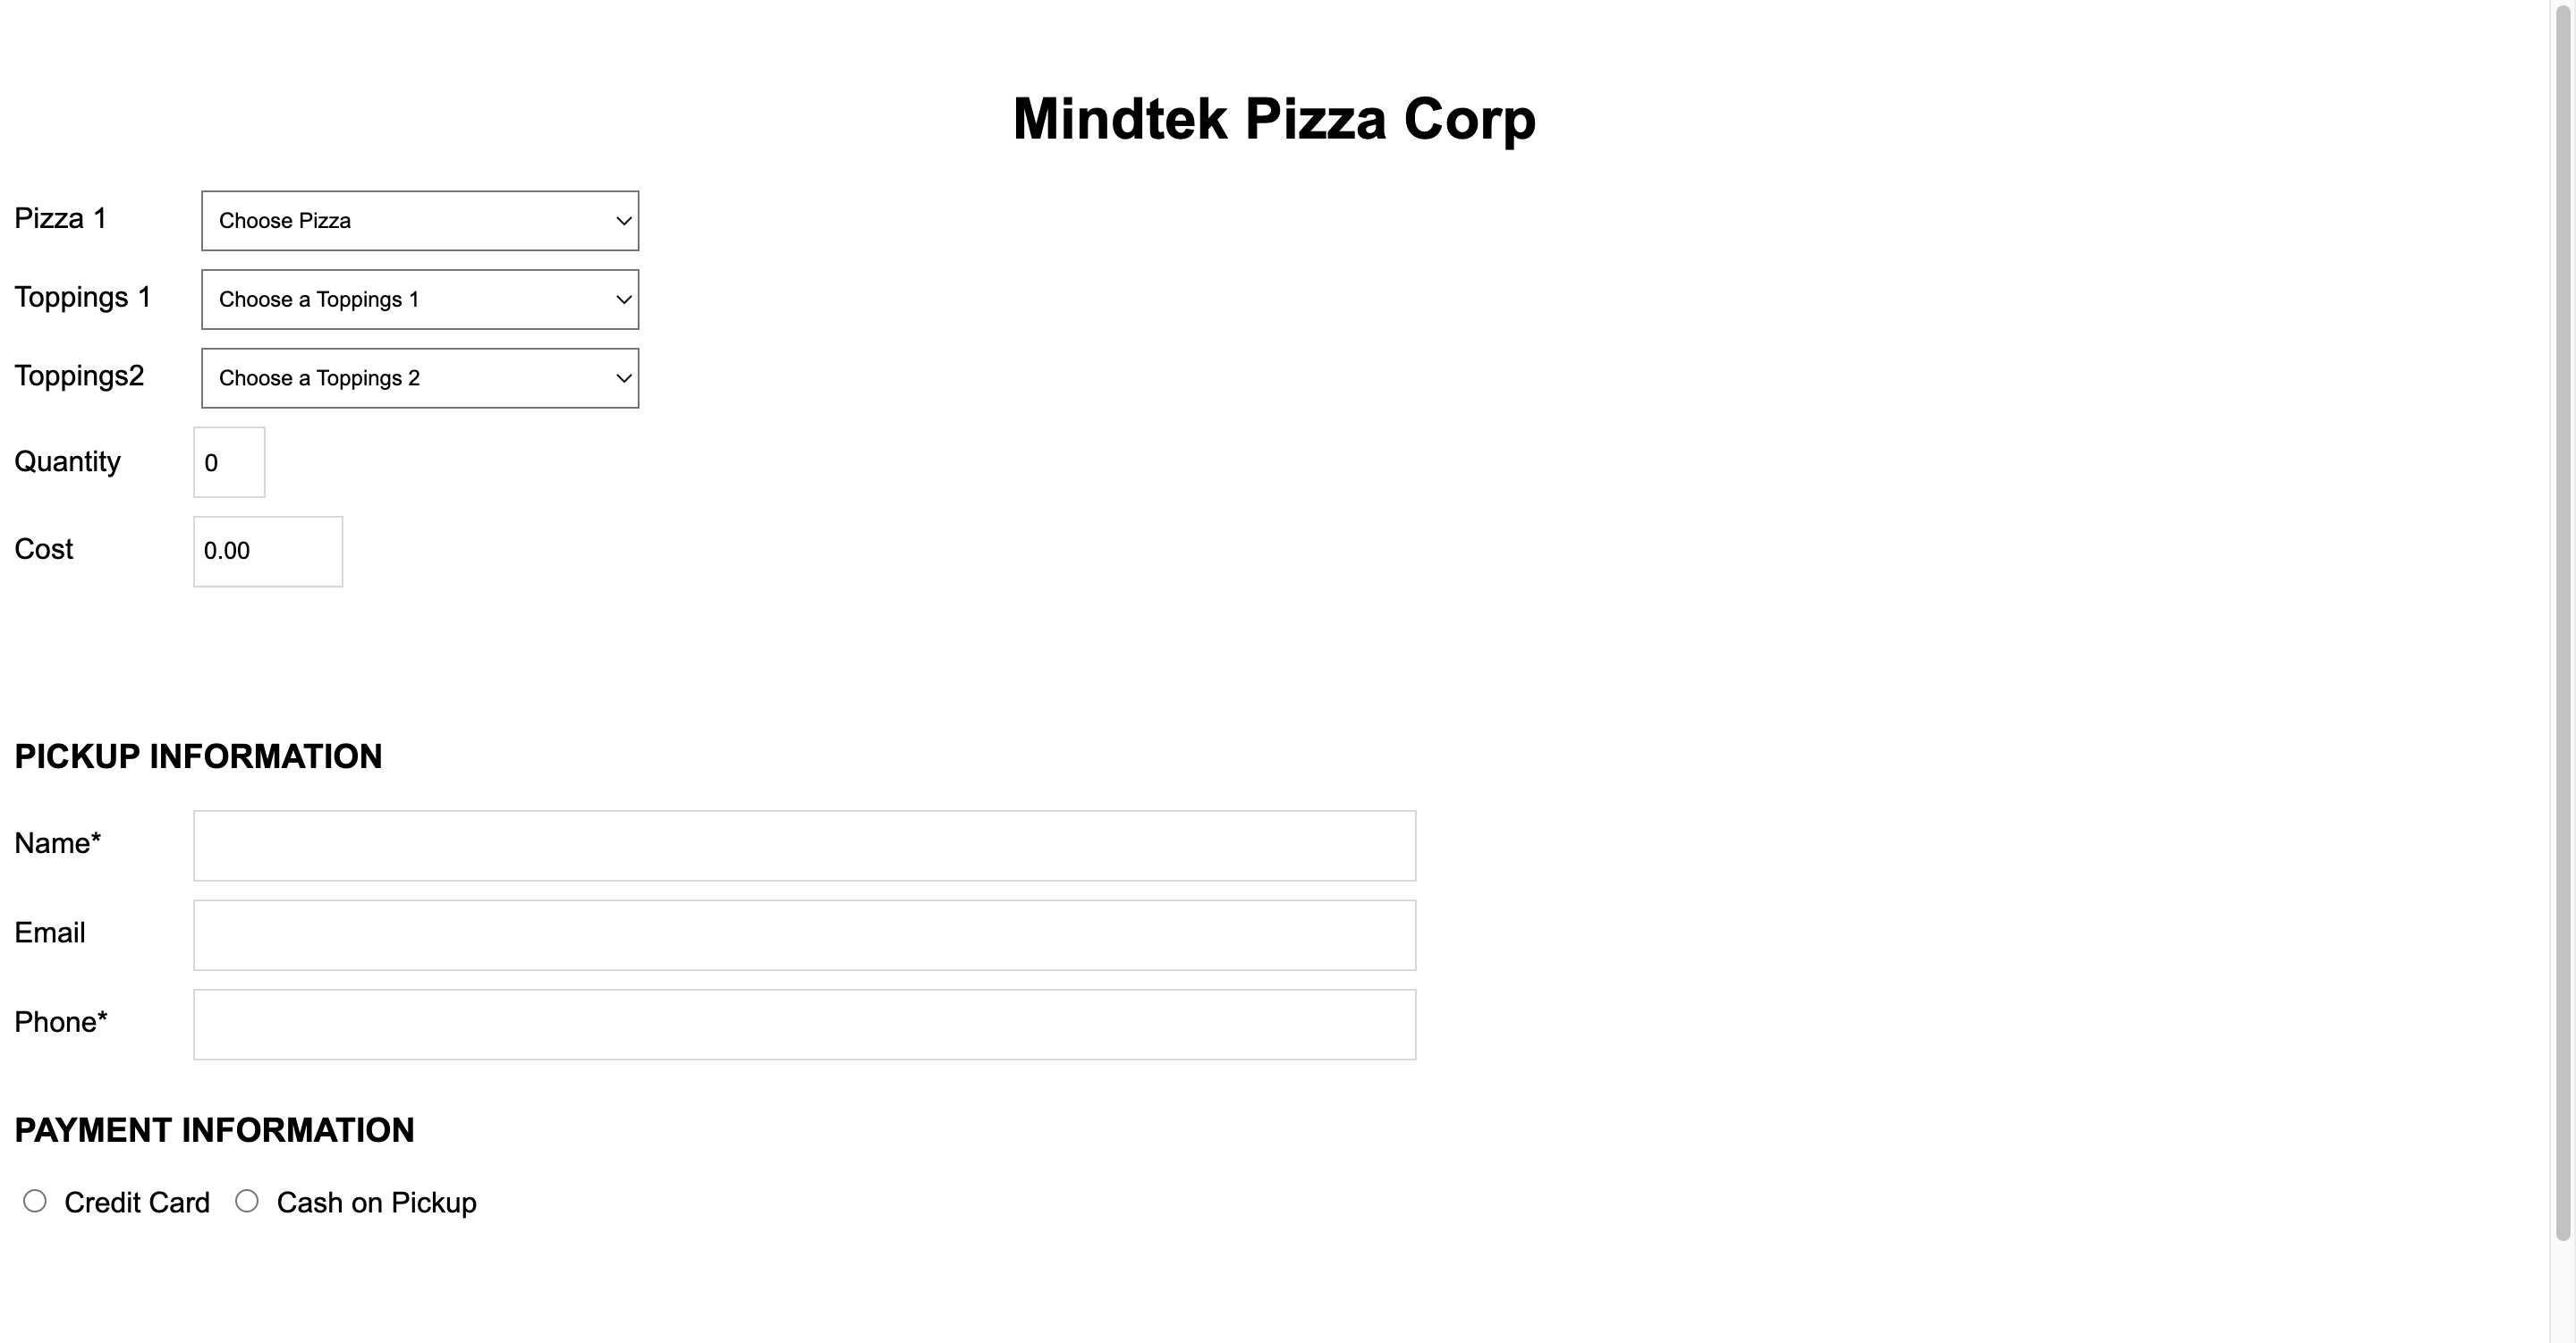 Mindtek Pizza Corp
Pizza 1 Choose Pizza
Toppings 1 Choose a Toppings 1
Toppings2 Choose a Toppings 2
Quantity 0
Cost 0.00
PICKUP INFORMATION
Name*
Email
Phone*
PAYMENT INFORMATION
Credit Card Cash on Pickup